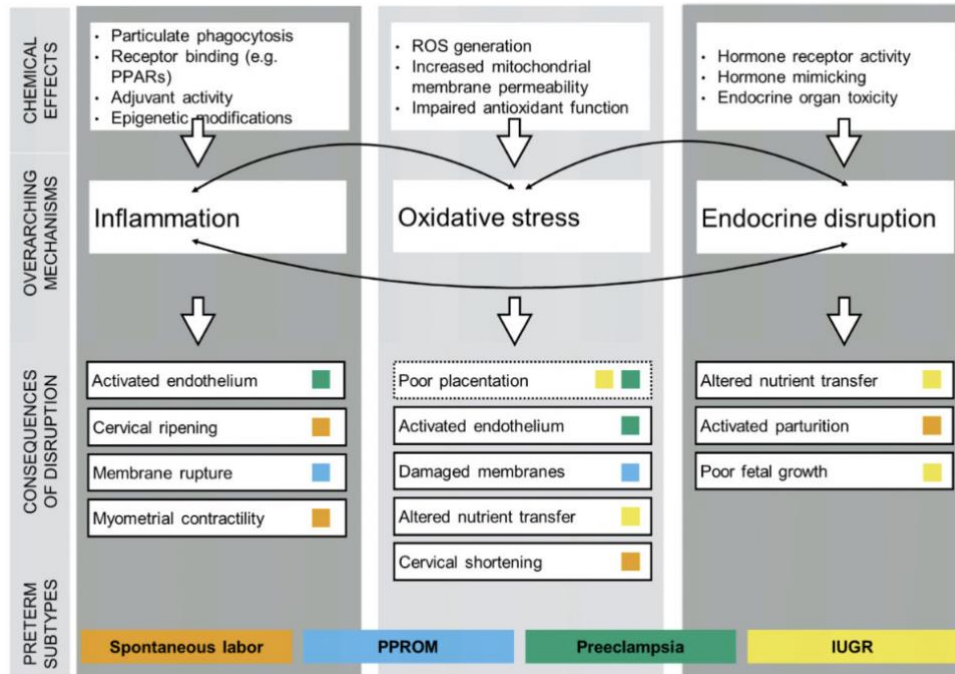 CHEMICAL
EFFECTS
• Particulate phagocytosis
• Receptor binding (e.g.
PPARs)
• Adjuvant activity
• Epigenetic modifications
• ROS generation
• Increased mitochondrial
membrane permeability
• Impaired antioxidant function
• Hormone receptor activity
• Hormone mimicking
• Endocrine organ toxicity
OVERARCHING
MECHANISMS
Inflammation
Oxidative stress
Endocrine disruption
CONSEQUENCES
OF DISRUPTION
Activated endothelium
Cervical ripening
Membrane rupture
Myometrial contractility
Poor placentation
Activated endothelium
Damaged membranes
Altered nutrient transfer
Cervical shortening
Altered nutrient transfer
Activated parturition
Poor fetal growth
PRETERM
SUBTYPES
Spontaneous labor
PPROM
Preeclampsia
IUGR